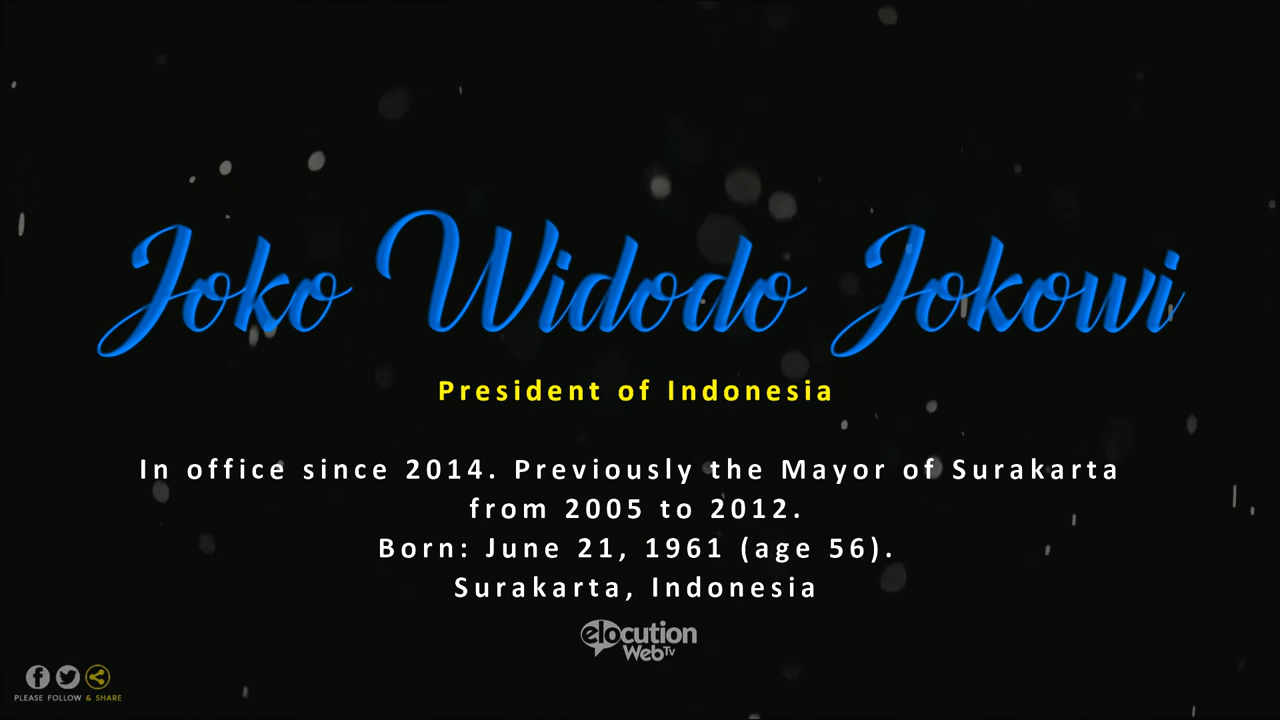 Joko Widodo Jokowi
President of Indonesia
In office since 2014. Previously the Mayor of Surakarta
from 2005 to 2012.
Born: June 21, 1961 (age 56).
Surakarta, Indonesia
elocution
WebTv
PLEASE FOLLOW & SHARE